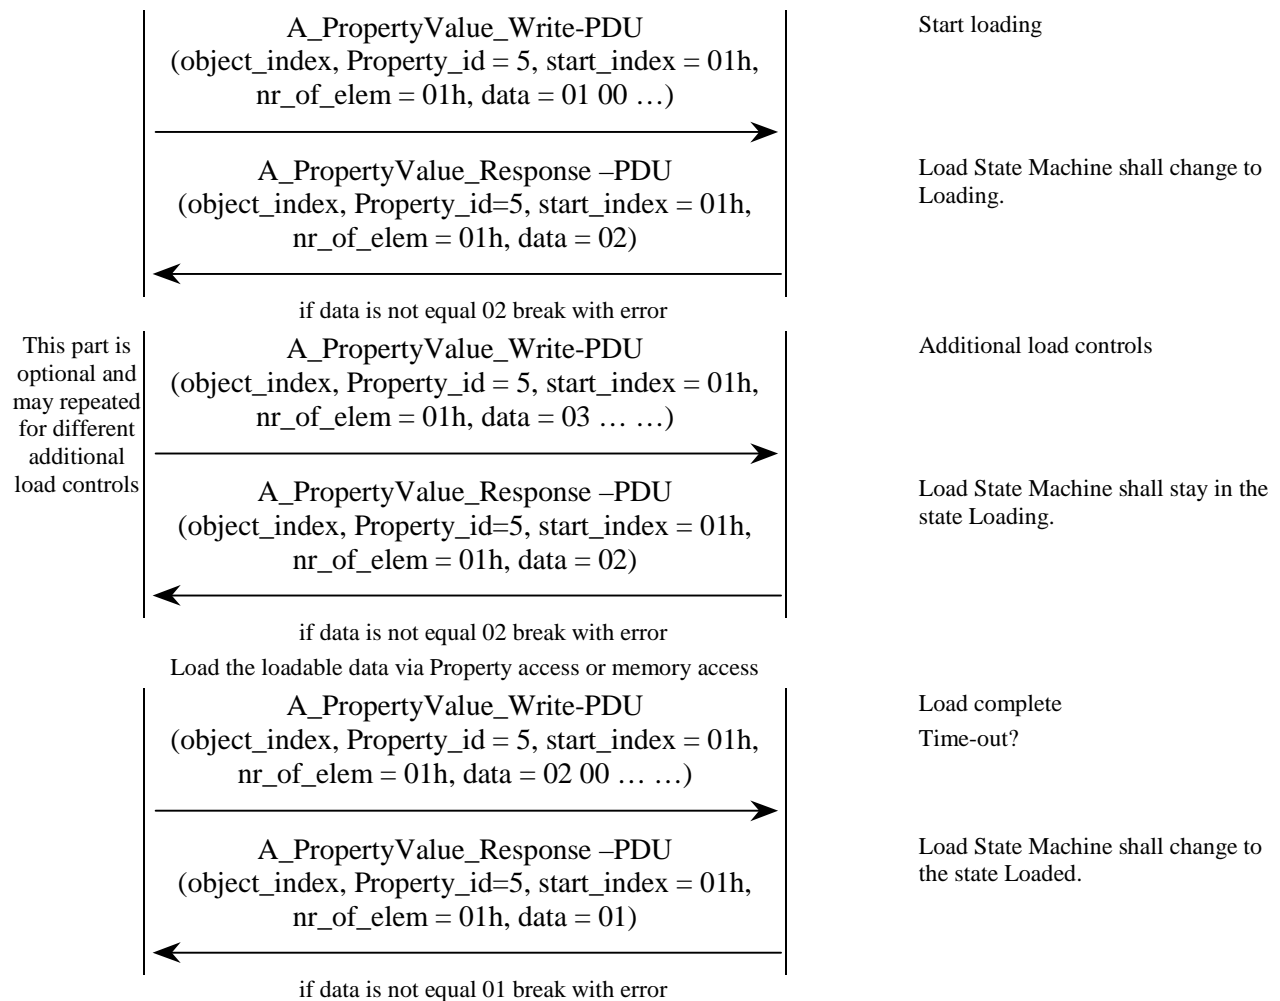 A_PropertyValue_Write-PDU
(object_index, Property_id = 5, start_index = 01h,
nr_of_elem = 01h, data = 01 00 …)
Start loading
A_PropertyValue_Response –PDU
(object_index, Property_id=5, start_index = 01h,
nr_of_elem = 01h, data = 02)
Load State Machine shall change to
Loading.
if data is not equal 02 break with error
This part is
optional and
may repeated
for different
additional
load controls
A_PropertyValue_Write-PDU
(object_index, Property_id = 5, start_index = 01h,
nr_of_elem = 01h, data = 03 … …)
Additional load controls
A_PropertyValue_Response –PDU
(object_index, Property_id=5, start_index = 01h,
nr_of_elem = 01h, data = 02)
Load State Machine shall stay in the
state Loading.
if data is not equal 02 break with error
Load the loadable data via Property access or memory access
A_PropertyValue_Write-PDU
(object_index, Property_id = 5, start_index = 01h,
nr_of_elem = 01h, data = 02 00 … …)
Load complete
Time-out?
A_PropertyValue_Response –PDU
(object_index, Property_id=5, start_index = 01h,
nr_of_elem = 01h, data = 01)
Load State Machine shall change to
the state Loaded.
if data is not equal 01 break with error